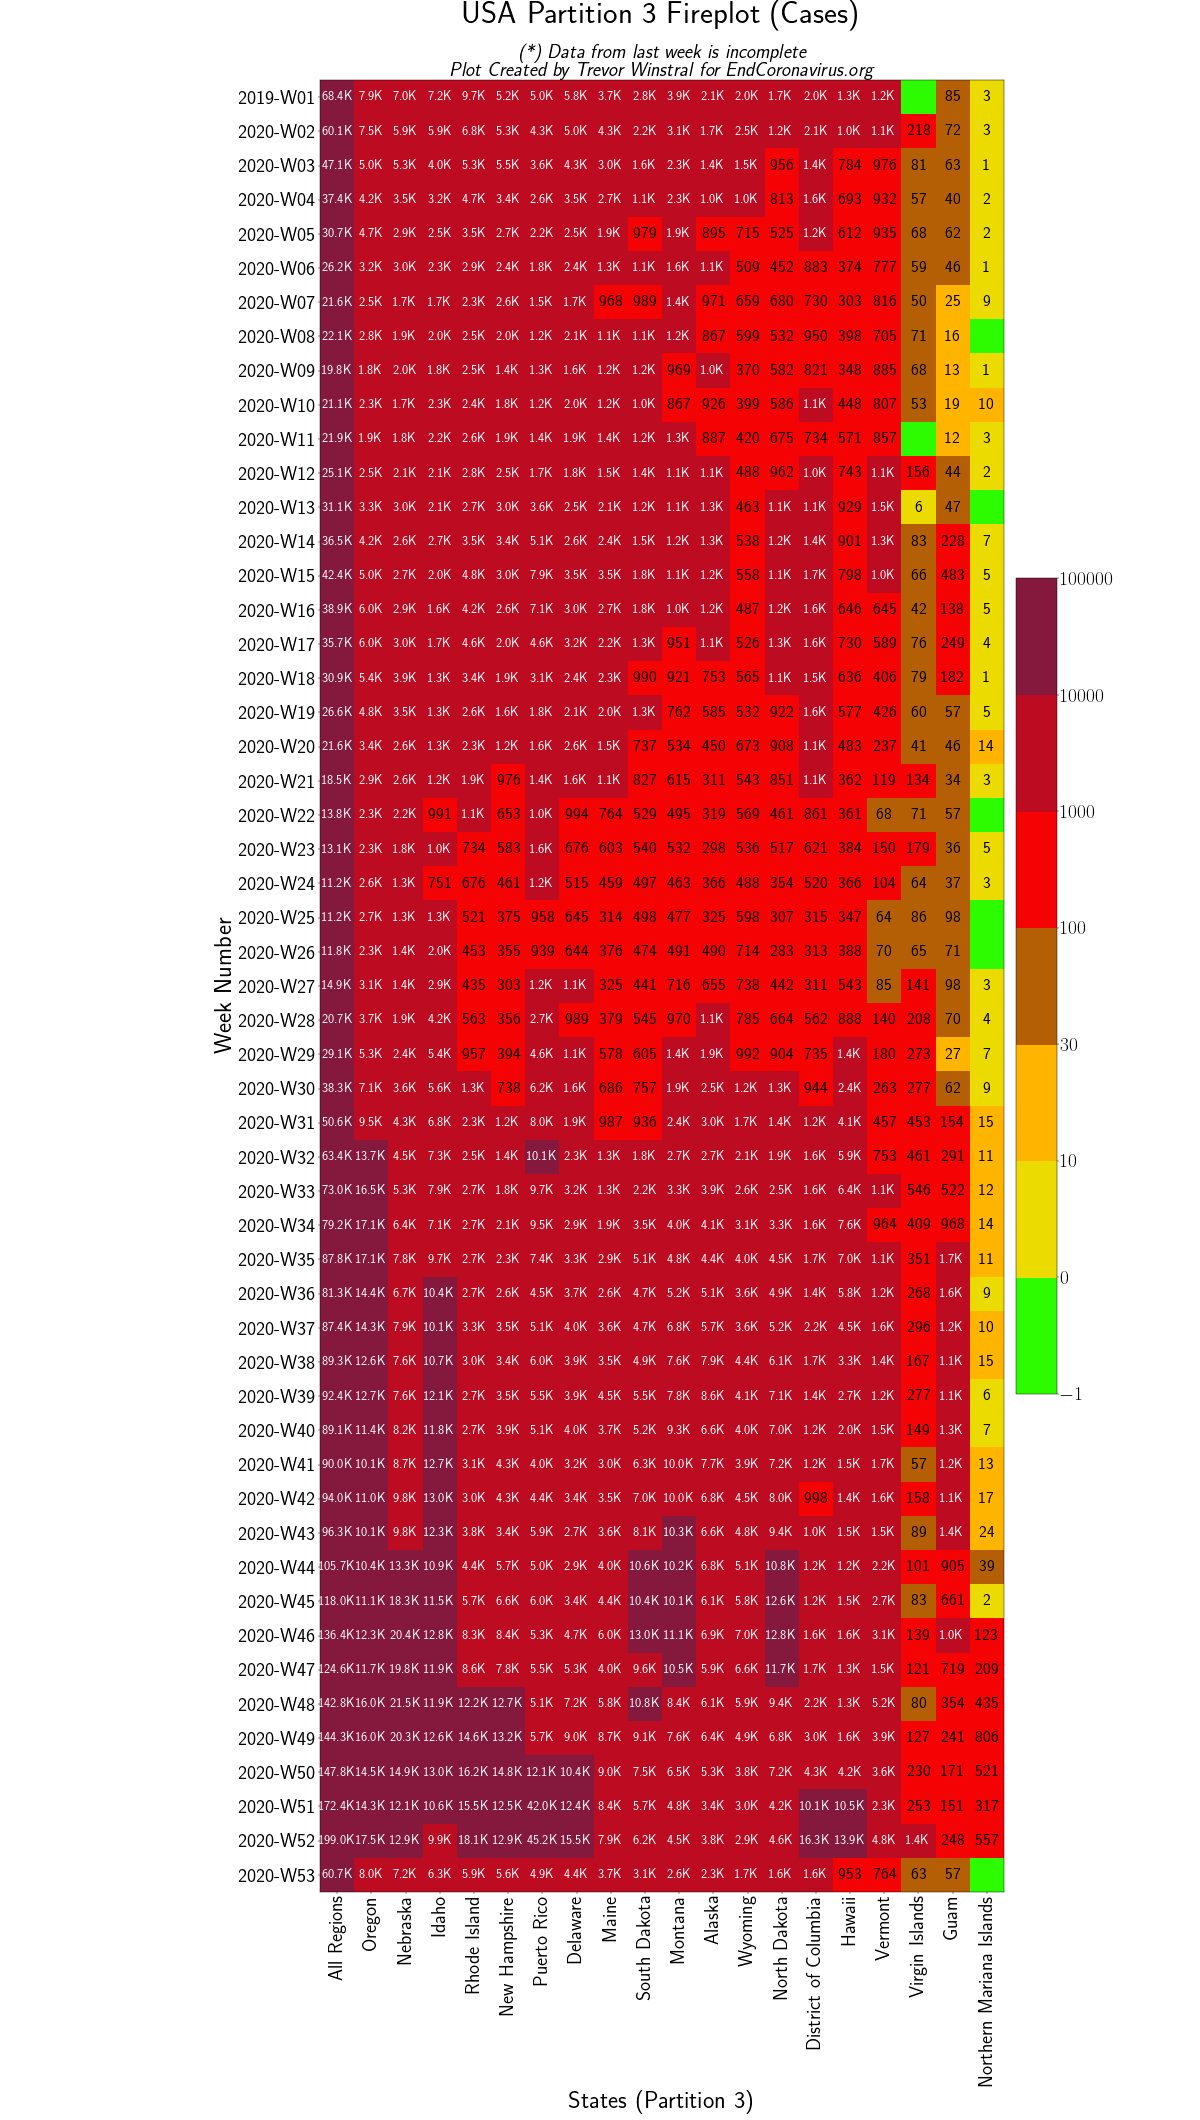 USA Partition 3 Fireplot (Cases)
(*) Data from last week is incomplete
Plot Created by Trevor Winstral for EndCoronavirus.org
2019-W01 68.4K 7.9K 7.0K 7.2K 9.7K 5.2K 5.0K 5.8K 3.7K 2.8K 3.9K 2.1K 2.0K 1.7K 2.0K 1.3K 1.2K 85 3
2020-W02 60.1K 7.5K 5.9K 5.9K 6.8K 5.3K 4.3K 5.0K 4.3K 2.2K 3.1K 1.7K 2.5K 1.2K 2.1K 1.0K 1.1K 218 72 3
2020-W03 47.1K 5.0K 5.3K 4.0K 5.3K 5.5K 3.6K 4.3K 3.0K 1.6K 2.3K 1.4K 1.5K 956 1.4K 784 976 81 63 1
2020-W04 37.4K 4.2K 3.5K 3.2K 4.7K 3.4K 2.6K 3.5K 2.7K 1.1K 2.3K 1.0K 1.0K 813 1.6K 693 932 57 40 2
2020-W05 30.7K 4.7K 2.9K 2.5K 3.5K 2.7K 2.2K 2.5K 1.9K 979 1.9K 895 715 525 1.2K 612 935 68 62 2
2020-W06 26.2K 3.2K 3.0K 2.3K 2.9K 2.4K 1.8K 2.4K 1.3K 1.1K 1.6K 1.1K 509 452 883 374 777 59 46 1
2020-W07 21.6K 2.5K 1.7K 1.7K 2.3K 2.6K 1.5K 1.7K 968 989 1.4K 971 659 680 730 303 816 50 25 9
2020-W08 22.1K 2.8K 1.9K 2.0K 2.5K 2.0K 1.2K 2.1K 1.1K 1.1K 1.2K 867 599 532 950 398 705 71 16
2020-W09 19.8K 1.8K 2.0K 1.8K 2.5K 1.4K 1.3K 1.6K 1.2K 1.2K 969 1.0K 370 582 821 348 885 68 13 1
2020-W10 21.1K 2.3K 1.7K 2.3K 2.4K 1.8K 1.2K 2.0K 1.2K 1.0K 867 926 399 586 1.1K 448 807 53 19 10
2020-W11 21.9K 1.9K 1.8K 2.2K 2.6K 1.9K 1.4K 1.9K 1.4K 1.2K 1.3K 887 420 675 734 571 857 12 3
2020-W12 25.1K 2.5K 2.1K 2.1K 2.8K 2.5K 1.7K 1.8K 1.5K 1.4K 1.1K 1.1K 488 962 1.0K 743 1.1K 156 44 2
2020-W13 31.1K 3.3K 3.0K 2.1K 2.7K 3.0K 3.6K 2.5K 2.1K 1.2K 1.1K 1.3K 463 1.1K 1.1K 929 1.5K 6 47
2020-W14 36.5K 4.2K 2.6K 2.7K 3.5K 3.4K 5.1K 2.6K 2.4K 1.5K 1.2K 1.3K 538 1.2K 1.4K 901 1.3K 83 228 7
2020-W15 42.4K 5.0K 2.7K 2.0K 4.8K 3.0K 7.9K 3.5K 3.5K 1.8K 1.1K 1.2K 558 1.1K 1.7K 798 1.0K 66 483 5
2020-W16 38.9K 6.0K 2.9K 1.6K 4.2K 2.6K 7.1K 3.0K 2.7K 1.8K 1.0K 1.2K 487 1.2K 1.6K 646 645 42 138 5
2020-W17 35.7K 6.0K 3.0K 1.7K 4.6K 2.0K 4.6K 3.2K 2.2K 1.3K 951 1.1K 526 1.3K 1.6K 730 589 76 249 4
2020-W18 30.9K 5.4K 3.9K 1.3K 3.4K 1.9K 3.1K 2.4K 2.3K 990 921 753 565 1.1K 1.5K 636 406 79 182 1
2020-W19 26.6K 4.8K 3.5K 1.3K 2.6K 1.6K 1.8K 2.1K 2.0K 1.3K 762 585 532 922 1.6K 577 426 60 57 5
2020-W20 21.6K 3.4K 2.6K 1.3K 2.3K 1.2K 1.6K 2.6K 1.5K 737 534 450 673 908 1.1K 483 237 41 46 14
2020-W21 18.5K 2.9K 2.6K 1.2K 1.9K 976 1.4K 1.6K 1.1K 827 615 311 543 851 1.1K 362 119 134 34 3
2020-W22 13.8K 2.3K 2.2K 991 1.1K 653 1.0K 994 764 529 495 319 569 461 861 361 68 71 57
2020-W23 13.1K 2.3K 1.8K 1.0K 734 583 1.6K 676 603 540 532 298 536 517 621 384 150 179 36 5
2020-W24 11.2K 2.6K 1.3K 751 676 461 1.2K 515 459 497 463 366 488 354 520 366 104 64 37 3
2020-W25 11.2K 2.7K 1.3K 1.3K 521 375 958 645 314 498 477 325 598 307 315 347 64 86 98
2020-W26 11.8K 2.3K 1.4K 2.0K 453 355 939 644 376 474 491 490 714 283 313 388 70 65 71
2020-W27 14.9K 3.1K 1.4K 2.9K 435 303 1.2K 1.1K 325 441 716 655 738 442 311 543 85 141 98 3
2020-W28 20.7K 3.7K 1.9K 4.2K 563 356 2.7K 989 379 545 970 1.1K 785 664 562 888 140 208 70 4
2020-W29 29.1K 5.3K 2.4K 5.4K 957 394 4.6K 1.1K 578 605 1.4K 1.9K 992 904 735 1.4K 180 273 27 7
2020-W30 38.3K 7.1K 3.6K 5.6K 1.3K 738 6.2K 1.6K 686 757 1.9K 2.5K 1.2K 1.3K 944 2.4K 263 277 62 9
2020-W31 50.6K 9.5K 4.3K 6.8K 2.3K 1.2K 8.0K 1.9K 987 936 2.4K 3.0K 1.7K 1.4K 1.2K 4.1K 457 453 154 15
2020-W32 63.4K 13.7K 4.5K 7.3K 2.5K 1.4K 10.1K 2.3K 1.3K 1.8K 2.7K 2.7K 2.1K 1.9K 1.6K 5.9K 753 461 291 11
2020-W33 73.0K 16.5K 5.3K 7.9K 2.7K 1.8K 9.7K 3.2K 1.3K 2.2K 3.3K 3.9K 2.6K 2.5K 1.6K 6.4K 1.1K 546 522 12
2020-W34 79.2K 17.1K 6.4K 7.1K 2.7K 2.1K 9.5K 2.9K 1.9K 3.5K 4.0K 4.1K 3.1K 3.3K 1.6K 7.6K 964 409 968 14
2020-W35 87.8K 17.1K 7.8K 9.7K 2.7K 2.3K 7.4K 3.3K 2.9K 5.1K 4.8K 4.4K 4.0K 4.5K 1.7K 7.0K 1.1K 351 1.7K 11
2020-W36 81.3K 14.4K 6.7K 10.4K 2.7K 2.6K 4.5K 3.7K 2.6K 4.7K 5.2K 5.1K 3.6K 4.9K 1.4K 5.8K 1.2K 268 1.6K 9
2020-W37 87.4K 14.3K 7.9K 10.1K 3.3K 3.5K 5.1K 4.0K 3.6K 4.7K 6.8K 5.7K 3.6K 5.2K 2.2K 4.5K 1.6K 296 1.2K 10
2020-W38 89.3K 12.6K 7.6K 10.7K 3.0K 3.4K 6.0K 3.9K 3.5K 4.9K 7.6K 7.9K 4.4K 6.1K 1.7K 3.3K 1.4K 167 1.1K 15
2020-W39 92.4K 12.7K 7.6K 12.1K 2.7K 3.5K 5.5K 3.9K 4.5K 5.5K 7.8K 8.6K 4.1K 7.1K 1.4K 2.7K 1.2K 277 1.1K 6
2020-W40 89.1K 11.4K 8.2K 11.8K 2.7K 3.9K 5.1K 4.0K 3.7K 5.2K 9.3K 6.6K 4.0K 7.0K 1.2K 2.0K 1.5K 149 1.3K 7
2020-W41 90.0K 10.1K 8.7K 12.7K 3.1K 4.3K 4.0K 3.2K 3.0K 6.3K 10.0K 7.7K 3.9K 7.2K 1.2K 1.5K 1.7K 57 1.2K 13
2020-W42 94.0K 11.0K 9.8K 13.0K 3.0K 4.3K 4.4K 3.4K 3.5K 7.0K 10.0K 6.8K 4.5K 8.0K 998 1.4K 1.6K 158 1.1K 17
2020-W43 96.3K 10.1K 9.8K 12.3K 3.8K 3.4K 5.9K 2.7K 3.6K 8.1K 10.3K 6.6K 4.8K 9.4K 1.0K 1.5K 1.5K 89 1.4K 24
2020-W44 105.7K 10.4K 13.3K 10.9K 4.4K 5.7K 5.0K 2.9K 4.0K 10.6K 10.2K 6.8K 5.1K 10.8K 1.2K 1.2K 2.2K 101 905 39
2020-W45 118.0K 11.1K 18.3K 11.5K 5.7K 6.6K 6.0K 3.4K 4.4K 10.4K 10.1K 6.1K 5.8K 12.6K 1.2K 1.5K 2.7K 83 661 2
2020-W46 136.4K 12.3K 20.4K 12.8K 8.3K 8.4K 5.3K 4.7K 6.0K 13.0K 11.1K 6.9K 7.0K 12.8K 1.6K 1.6K 3.1K 139 1.0K 123
2020-W47 124.6K 11.7K 19.8K 11.9K 8.6K 7.8K 5.5K 5.3K 4.0K 9.6K 10.5K 5.9K 6.6K 11.7K 1.7K 1.3K 1.5K 121 719 209
2020-W48 142.8K 16.0K 21.5K 11.9K 12.2K 12.7K 5.1K 7.2K 5.8K 10.8K 8.4K 6.1K 5.9K 9.4K 2.2K 1.3K 5.2K 80 354 435
2020-W49 144.3K 16.0K 20.3K 12.6K 14.6K 13.2K 5.7K 9.0K 8.7K 9.1K 7.6K 6.4K 4.9K 6.8K 3.0K 1.6K 3.9K 127 241 806
2020-W50 147.8K 14.5K 14.9K 13.0K 16.2K 14.8K 12.1K 10.4K 9.0K 7.5K 6.5K 5.3K 3.8K 7.2K 4.3K 4.2K 3.6K 230 171 521
2020-W51 172.4K 14.3K 12.1K 10.6K 15.5K 12.5K 42.0K 12.4K 8.4K 5.7K 4.8K 3.4K 3.0K 4.2K 10.1K 10.5K 2.3K 253 151 317
2020-W52 199.0K 17.5K 12.9K 9.9K 18.1K 12.9K 45.2K 15.5K 7.9K 6.2K 4.5K 3.8K 2.9K 4.6K 16.3K 13.9K 4.8K 1.4K 248 557
2020-W53 60.7K 8.0K 7.2K 6.3K 5.9K 5.6K 4.9K 4.4K 3.7K 3.1K 2.6K 2.3K 1.7K 1.6K 1.6K 953 764 63 57
Week Number
All Regions
Oregon
Nebraska
Idaho
Rhode Island
New Hampshire
Puerto Rico
Delaware
Maine
South Dakota
Montana
Alaska
Wyoming
North Dakota
District of Columbia
Hawaii
Vermont
Virgin Islands
Guam
Northern Mariana Islands
States (Partition 3)
100000
10000
1000
100
30
10
0
−1